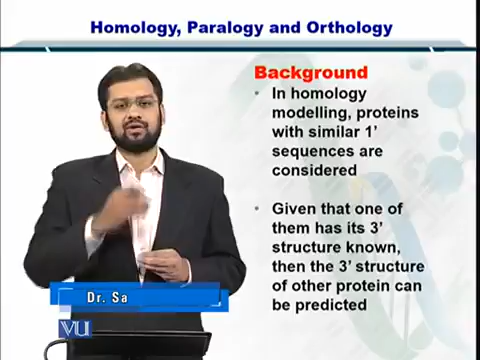 Homology, Paralogy and Orthology
Background
• In homology
modelling, proteins
with similar 1'
sequences are
considered
• Given that one of
them has its 3'
structure known,
then the 3' structure
of other protein can
be predicted
Dr. Sa
VU